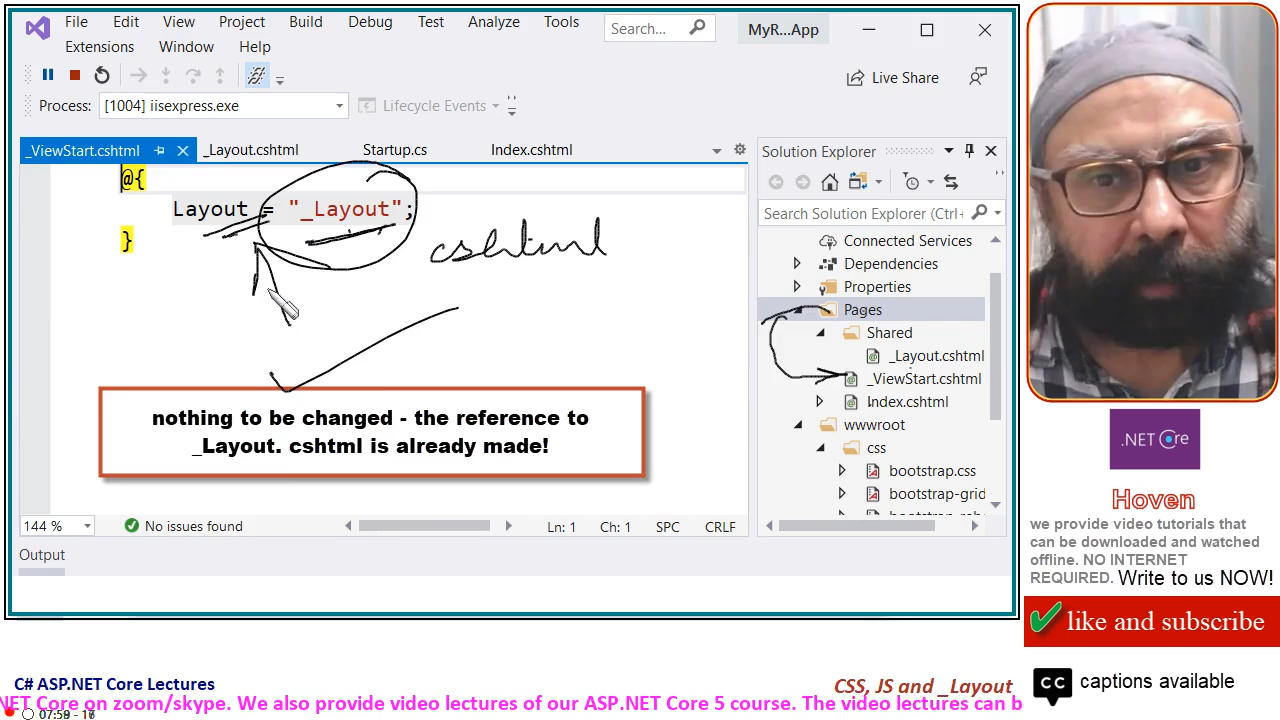 File Edit View Project Build Debug Test Analyze Tools
Search...
MyR...App
Extensions Window Help
Live Share
Process: [1004] iisexpress.exe
Lifecycle Events
_ViewStart.cshtml
_Layout.cshtml
Startup.cs
Index.cshtml
@{
Layout = "_Layout";
}
cshtml
nothing to be changed - the reference to
_Layout. cshtml is already made!
144 %
No issues found
Ln: 1
Ch: 1
SPC
CRLF
Output
Solution Explorer
Search Solution Explorer (Ctrl+
Connected Services
Dependencies
Properties
Pages
Shared
_Layout.cshtml
_ViewStart.cshtml
Index.cshtml
wwwroot
css
bootstrap.css
bootstrap-grid
.NET Core
Hoven
we provide video tutorials that
can be downloaded and watched
offline. NO INTERNET
REQUIRED. Write to us NOW!
like and subscribe
CC captions available
C# ASP.NET Core Lectures
CSS, JS and _Layout
NET Core on zoom/skype. We also provide video lectures of our ASP.NET Core 5 course. The video lectures can b